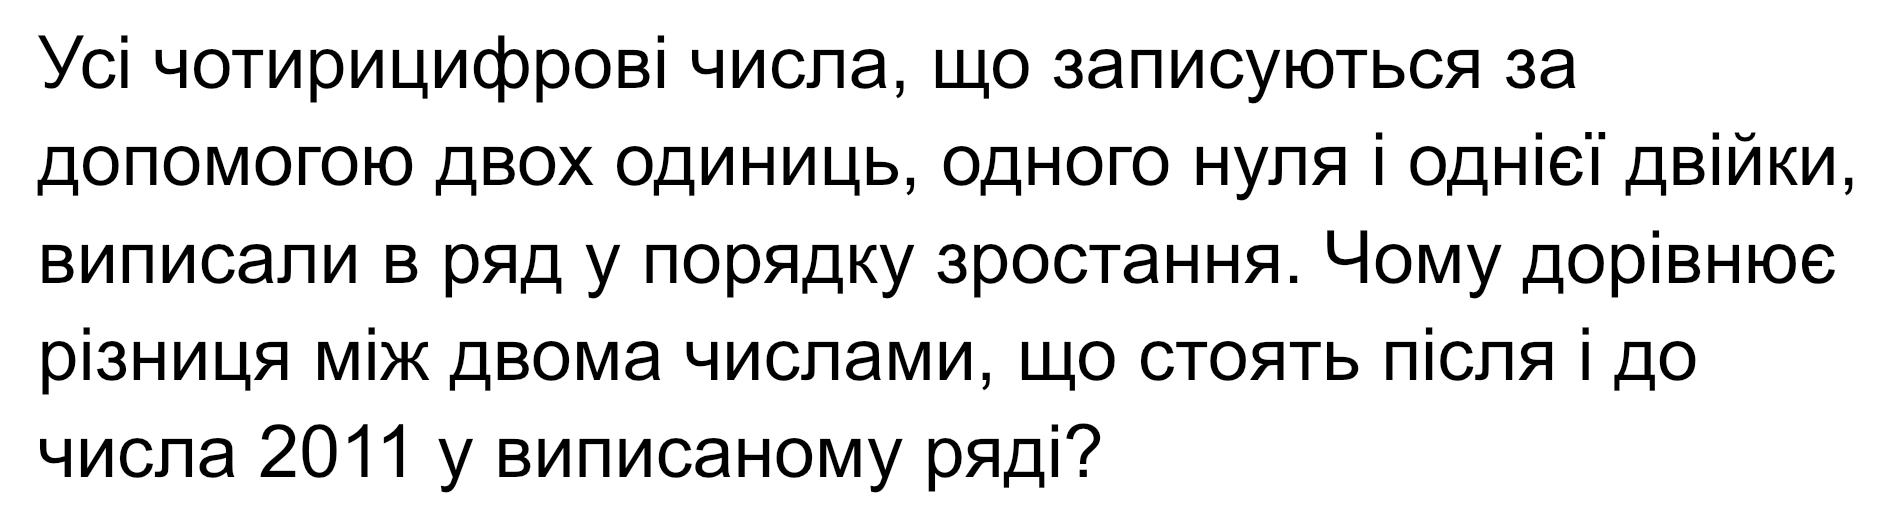 Усі чотирицифрові числа, що записуються за
допомогою двох одиниць, одного нуля і однієї двійки,
виписали в ряд у порядку зростання. Чому дорівнює
різниця між двома числами, що стоять після і до
числа 2011 у виписаному ряді?